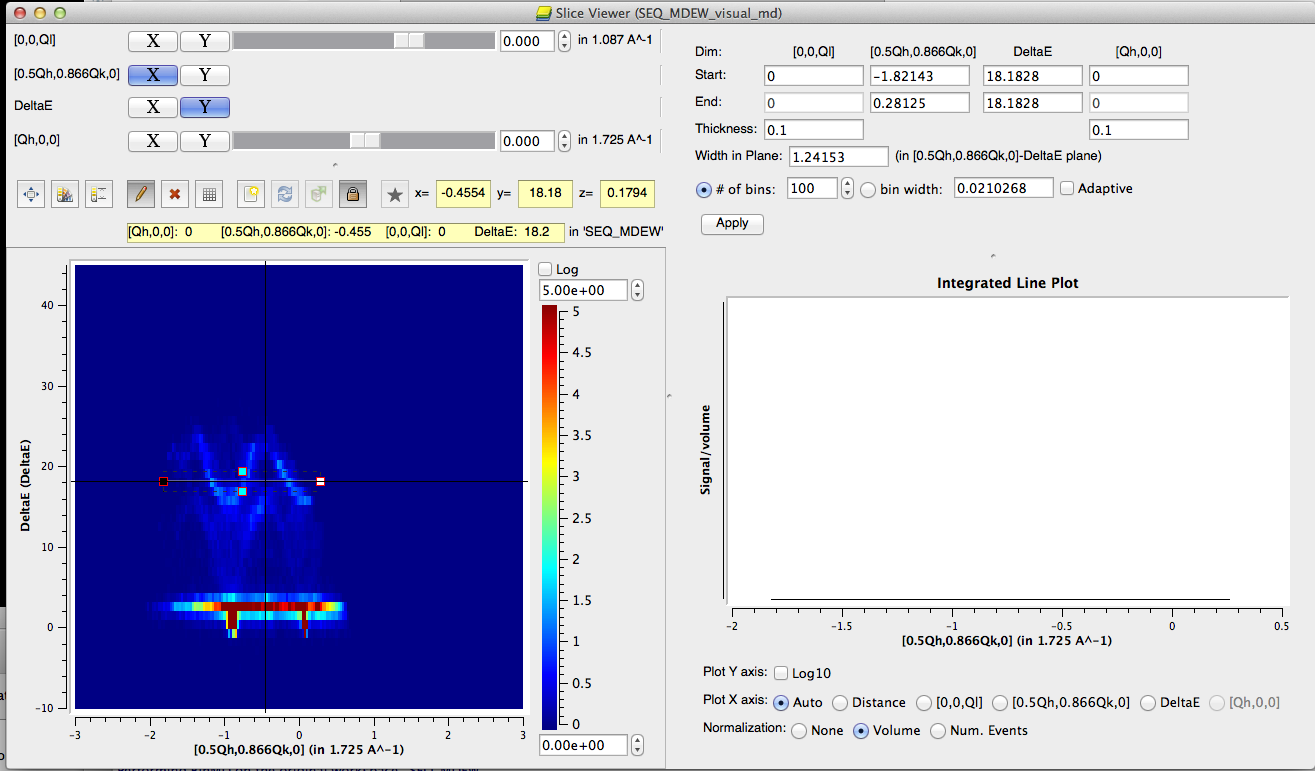 Slice Viewer (SEQ_MDEW_visual_md)
[0,0,Ql] X Y 0.000 in 1.087 A^-1
[0.5Qh,0.866Qk,0] X Y
DeltaE X Y
[Qh,0,0] X Y 0.000 in 1.725 A^-1
x= -0.4554 y= 18.18 z= 0.1794
[Qh,0,0]: 0 [0.5Qh,0.866Qk,0]: -0.455 [0,0,Ql]: 0 DeltaE: 18.2 in 'SEQ_MDEW'
Log
5.00e+00
5
4.5
4
3.5
3
2.5
2
1.5
1
0.5
0
0.00e+00
DeltaE (DeltaE)
40
30
20
10
0
-10
-3 -2 -1 0 1 2 3
[0.5Qh,0.866Qk,0] (in 1.725 A^-1)
Dim: [0,0,Ql] [0.5Qh,0.866Qk,0] DeltaE [Qh,0,0]
Start: 0 -1.82143 18.1828 0
End: 0 0.28125 18.1828 0
Thickness: 0.1 0.1
Width in Plane: 1.24153 (in [0.5Qh,0.866Qk,0]-DeltaE plane)
# of bins: 100 bin width: 0.0210268 Adaptive
Apply
Integrated Line Plot
Signal/volume
-2 -1.5 -1 -0.5 0 0.5
[0.5Qh,0.866Qk,0] (in 1.725 A^-1)
Plot Y axis: Log10
Plot X axis: Auto Distance [0,0,Ql] [0.5Qh,0.866Qk,0] DeltaE [Qh,0,0]
Normalization: None Volume Num. Events